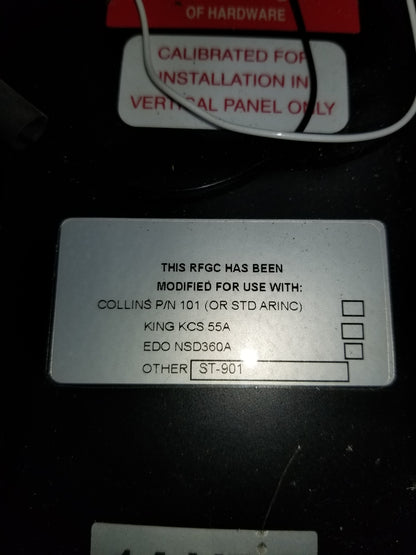 OF HARDWARE
CALIBRATED FOR
INSTALLATION IN
VERTICAL PANEL ONLY
THIS RFGC HAS BEEN
MODIFIED FOR USE WITH:
COLLINS P/N 101 (OR STD ARINC)
KING KCS 55A
EDO NSD360A
OTHER ST-901